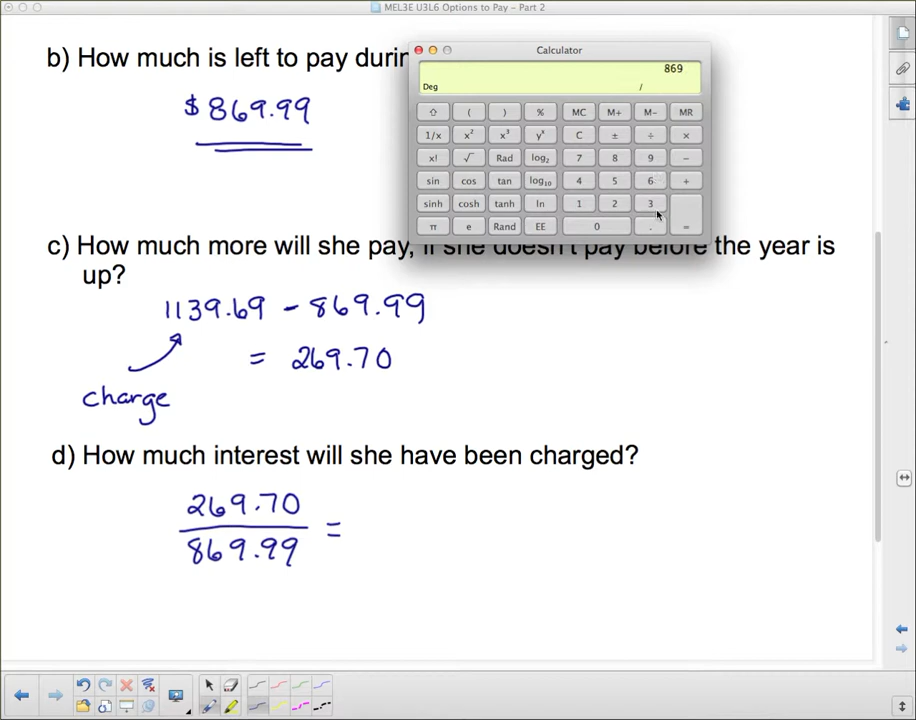 MEL3E U3L6 Options to Pay – Part 2
b) How much is left to pay durin
$869.99
Calculator
869
Deg /
( ) % MC M+ M- MR
1/x x² x³ yˣ C ± ÷ ×
x! √ Rad log₂ 7 8 9 −
sin cos tan log₁₀ 4 5 6 +
sinh cosh tanh ln 1 2 3
π e Rand EE 0 . =
c) How much more will she pay, if she doesn't pay before the year is
up?
1139.69 - 869.99
= 269.70
charge
d) How much interest will she have been charged?
269.70
869.99 =